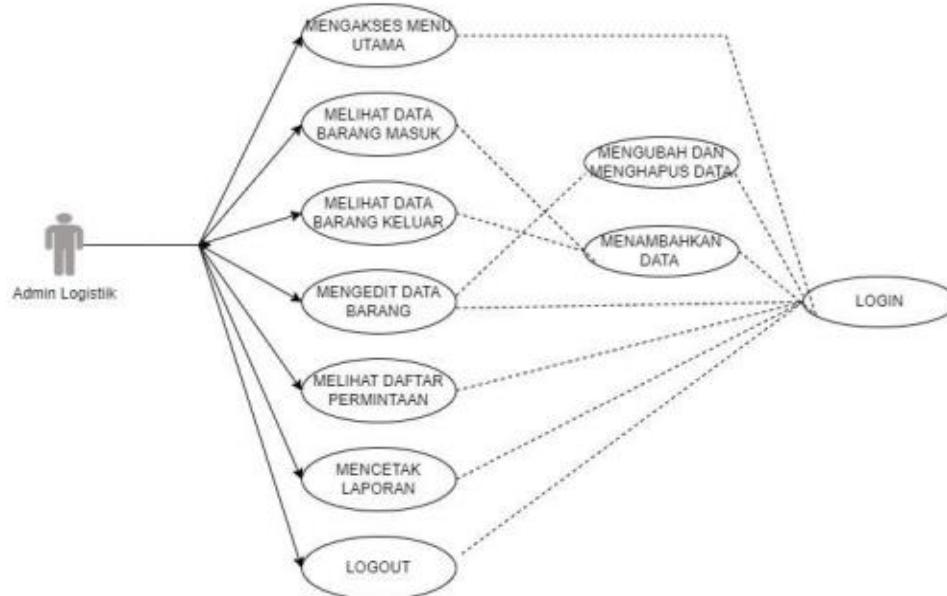 MENGAKSES MENU
UTAMA
MELIHAT DATA
BARANG MASUK
MENGUBAH DAN
MENGHAPUS DATA
MELIHAT DATA
BARANG KELUAR
MENAMBAHKAN
DATA
Admin Logistiik
MENGEDIT DATA
BARANG
LOGIN
MELIHAT DAFTAR
PERMINTAAN
MENCETAK
LAPORAN
LOGOUT